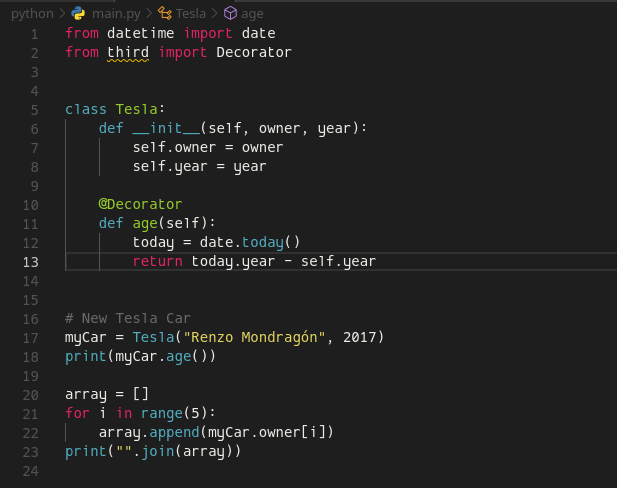 python > main.py > Tesla > age
1 from datetime import date
2 from third import Decorator
3
4
5 class Tesla:
6     def __init__(self, owner, year):
7         self.owner = owner
8         self.year = year
9
10     @Decorator
11     def age(self):
12         today = date.today()
13         return today.year - self.year
14
15
16 # New Tesla Car
17 myCar = Tesla("Renzo Mondragón", 2017)
18 print(myCar.age())
19
20 array = []
21 for i in range(5):
22     array.append(myCar.owner[i])
23 print("".join(array))
24